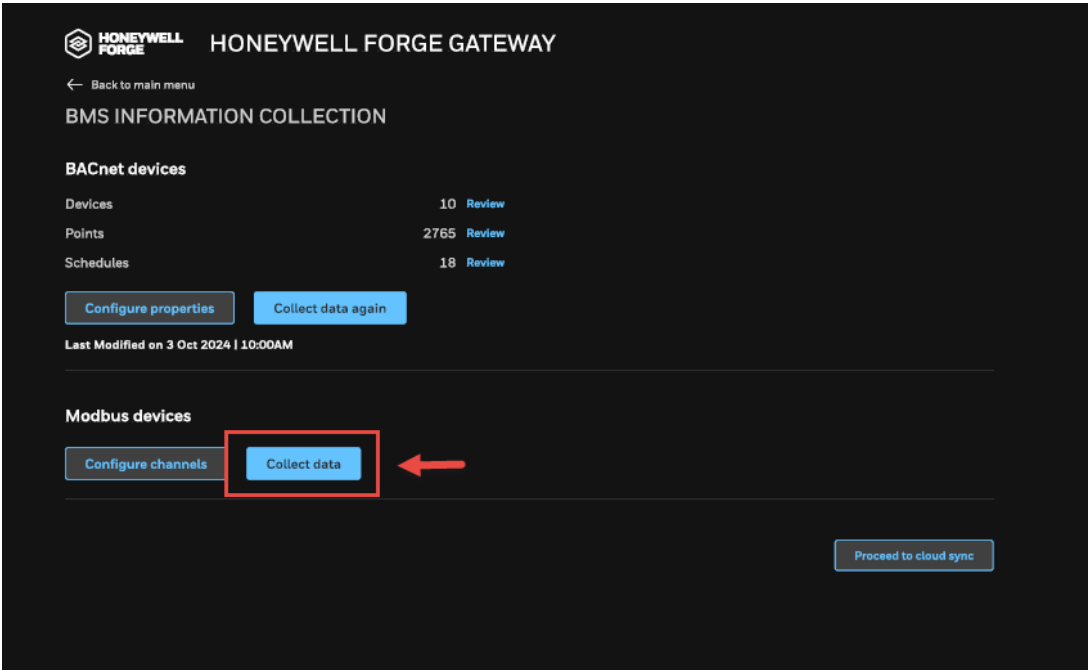 HONEYWELL
FORGE
HONEYWELL FORGE GATEWAY
Back to main menu
BMS INFORMATION COLLECTION
BACnet devices
Devices 10 Review
Points 2765 Review
Schedules 18 Review
Configure properties Collect data again
Last Modified on 3 Oct 2024 | 10:00AM
Modbus devices
Configure channels Collect data
Proceed to cloud sync